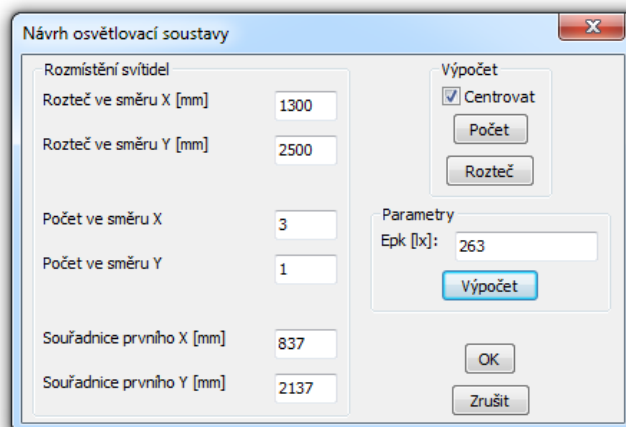 Návrh osvětlovací soustavy
Rozmístění svítidel
Rozteč ve směru X [mm] 1300
Rozteč ve směru Y [mm] 2500
Počet ve směru X 3
Počet ve směru Y 1
Souřadnice prvního X [mm] 837
Souřadnice prvního Y [mm] 2137
Výpočet
Centrovat
Počet
Rozteč
Parametry
Epk [lx]: 263
Výpočet
OK
Zrušit